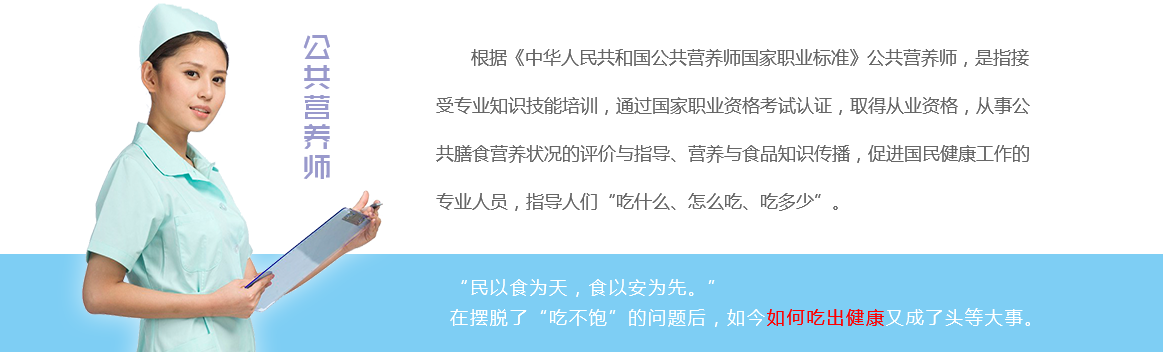 公共营养师
根据《中华人民共和国公共营养师国家职业标准》公共营养师，是指接
受专业知识技能培训，通过国家职业资格考试认证，取得从业资格，从事公
共膳食营养状况的评价与指导、营养与食品知识传播，促进国民健康工作的
专业人员，指导人们“吃什么、怎么吃、吃多少”。
“民以食为天，食以安为先。”
在摆脱了“吃不饱”的问题后，如今如何吃出健康又成了头等大事。